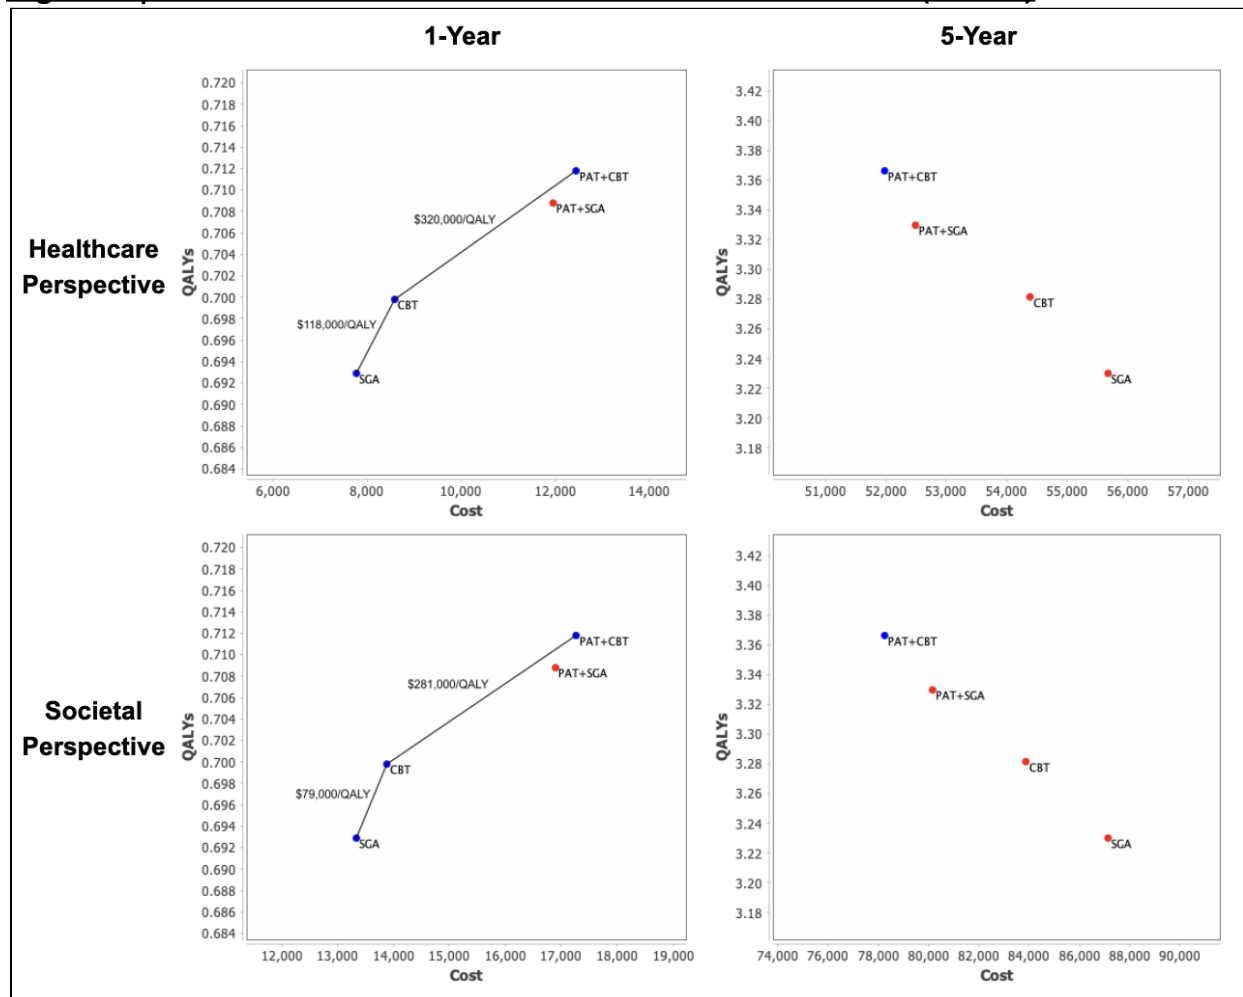 1-Year
5-Year
Healthcare
Perspective
QALYs
0.720
0.718
0.716
0.714
0.712
0.710
0.708
0.706
0.704
0.702
0.700
0.698
0.696
0.694
0.692
0.690
0.688
0.686
0.684
PAT+CBT
PAT+SGA
$320,000/QALY
CBT
$118,000/QALY
SGA
6,000
8,000
10,000
12,000
14,000
Cost
QALYs
3.42
3.40
3.38
3.36
3.34
3.32
3.30
3.28
3.26
3.24
3.22
3.20
3.18
PAT+CBT
PAT+SGA
CBT
SGA
51,000
52,000
53,000
54,000
55,000
56,000
57,000
Cost
Societal
Perspective
QALYs
0.720
0.718
0.716
0.714
0.712
0.710
0.708
0.706
0.704
0.702
0.700
0.698
0.696
0.694
0.692
0.690
0.688
0.686
0.684
PAT+CBT
PAT+SGA
$281,000/QALY
CBT
$79,000/QALY
SGA
12,000
13,000
14,000
15,000
16,000
17,000
18,000
19,000
Cost
QALYs
3.42
3.40
3.38
3.36
3.34
3.32
3.30
3.28
3.26
3.24
3.22
3.20
3.18
PAT+CBT
PAT+SGA
CBT
SGA
74,000
76,000
78,000
80,000
82,000
84,000
86,000
88,000
90,000
Cost